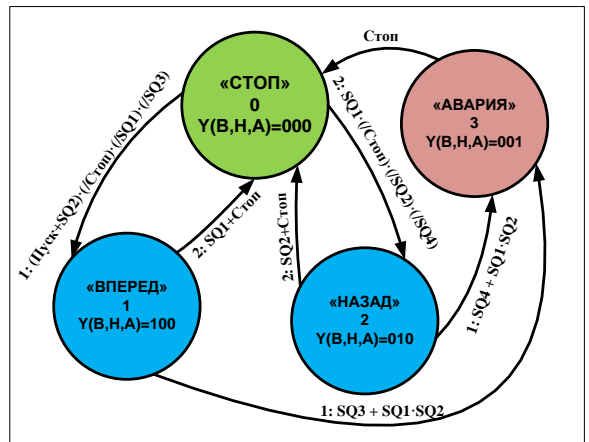 Стоп
«СТОП»
0
Y(В,Н,А)=000
«АВАРИЯ»
3
Y(В,Н,А)=001
1: (Пуск+SQ2)·(/Стоп)·(/SQ1)·(/SQ3)
2: SQ1·(/Стоп)·(/SQ2)·(/SQ4)
2: SQ1+Стоп
2: SQ2+Стоп
«ВПЕРЕД»
1
Y(В,Н,А)=100
«НАЗАД»
2
Y(В,Н,А)=010
1: SQ4 + SQ1·SQ2
1: SQ3 + SQ1·SQ2